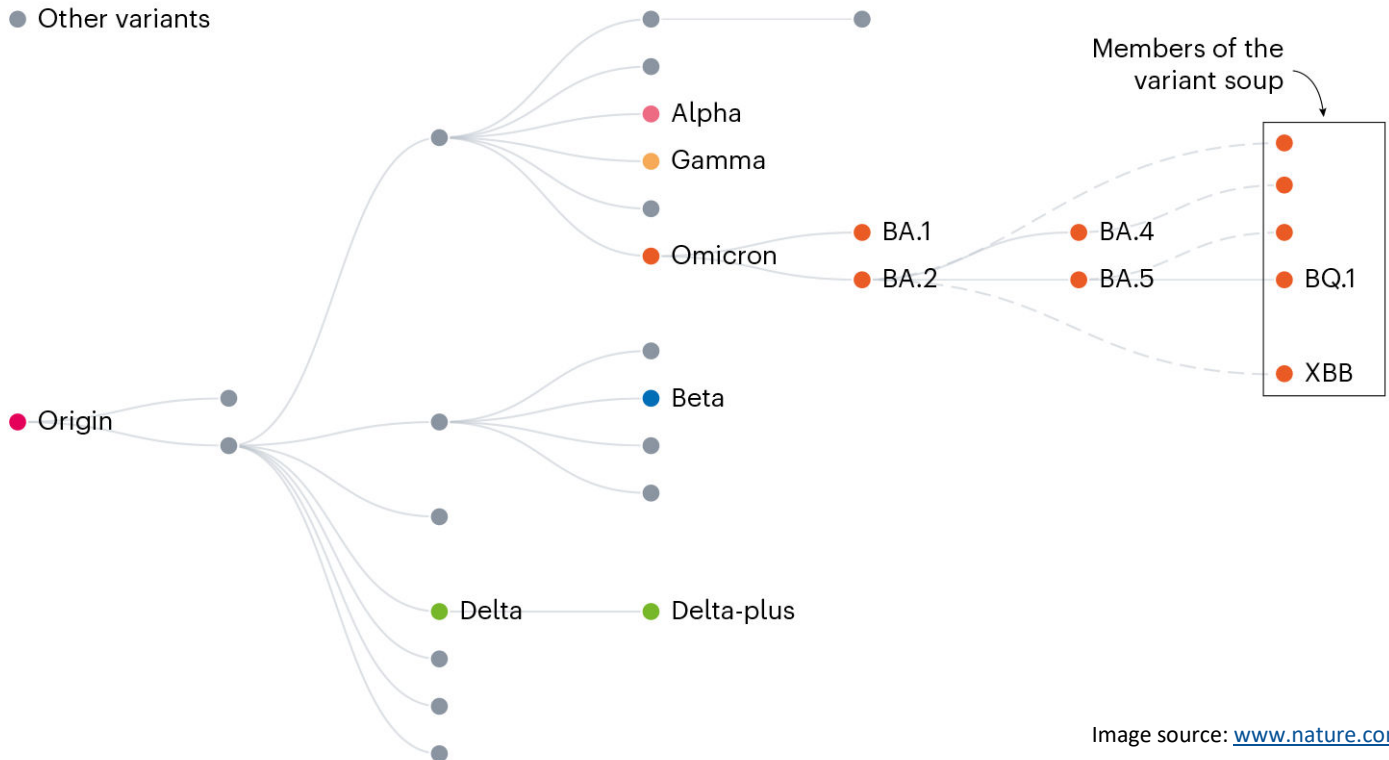 Other variants
Members of the
variant soup
Alpha
Gamma
BA.1
BA.4
Omicron
BA.2
BA.5
BQ.1
XBB
Beta
Origin
Delta
Delta-plus
Image source: www.nature.com